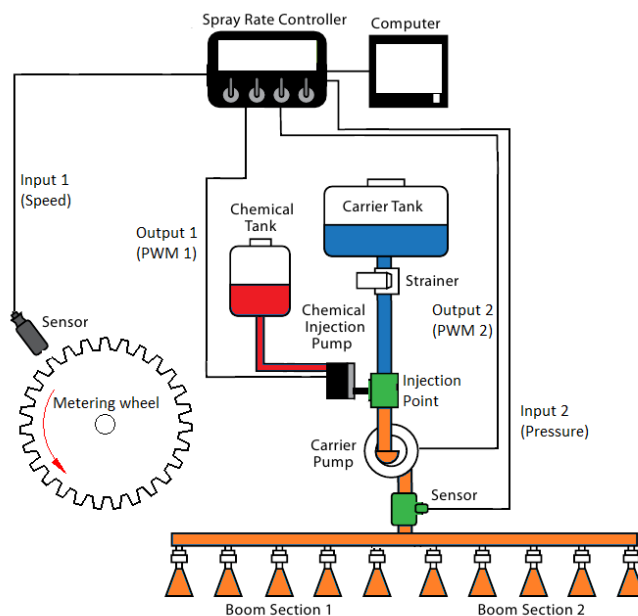 Spray Rate Controller
Computer
Input 1
(Speed)
Output 1
(PWM 1)
Chemical
Tank
Carrier Tank
Strainer
Output 2
(PWM 2)
Chemical
Injection
Pump
Sensor
Injection
Point
Metering wheel
Input 2
(Pressure)
Carrier
Pump
Sensor
Boom Section 1
Boom Section 2